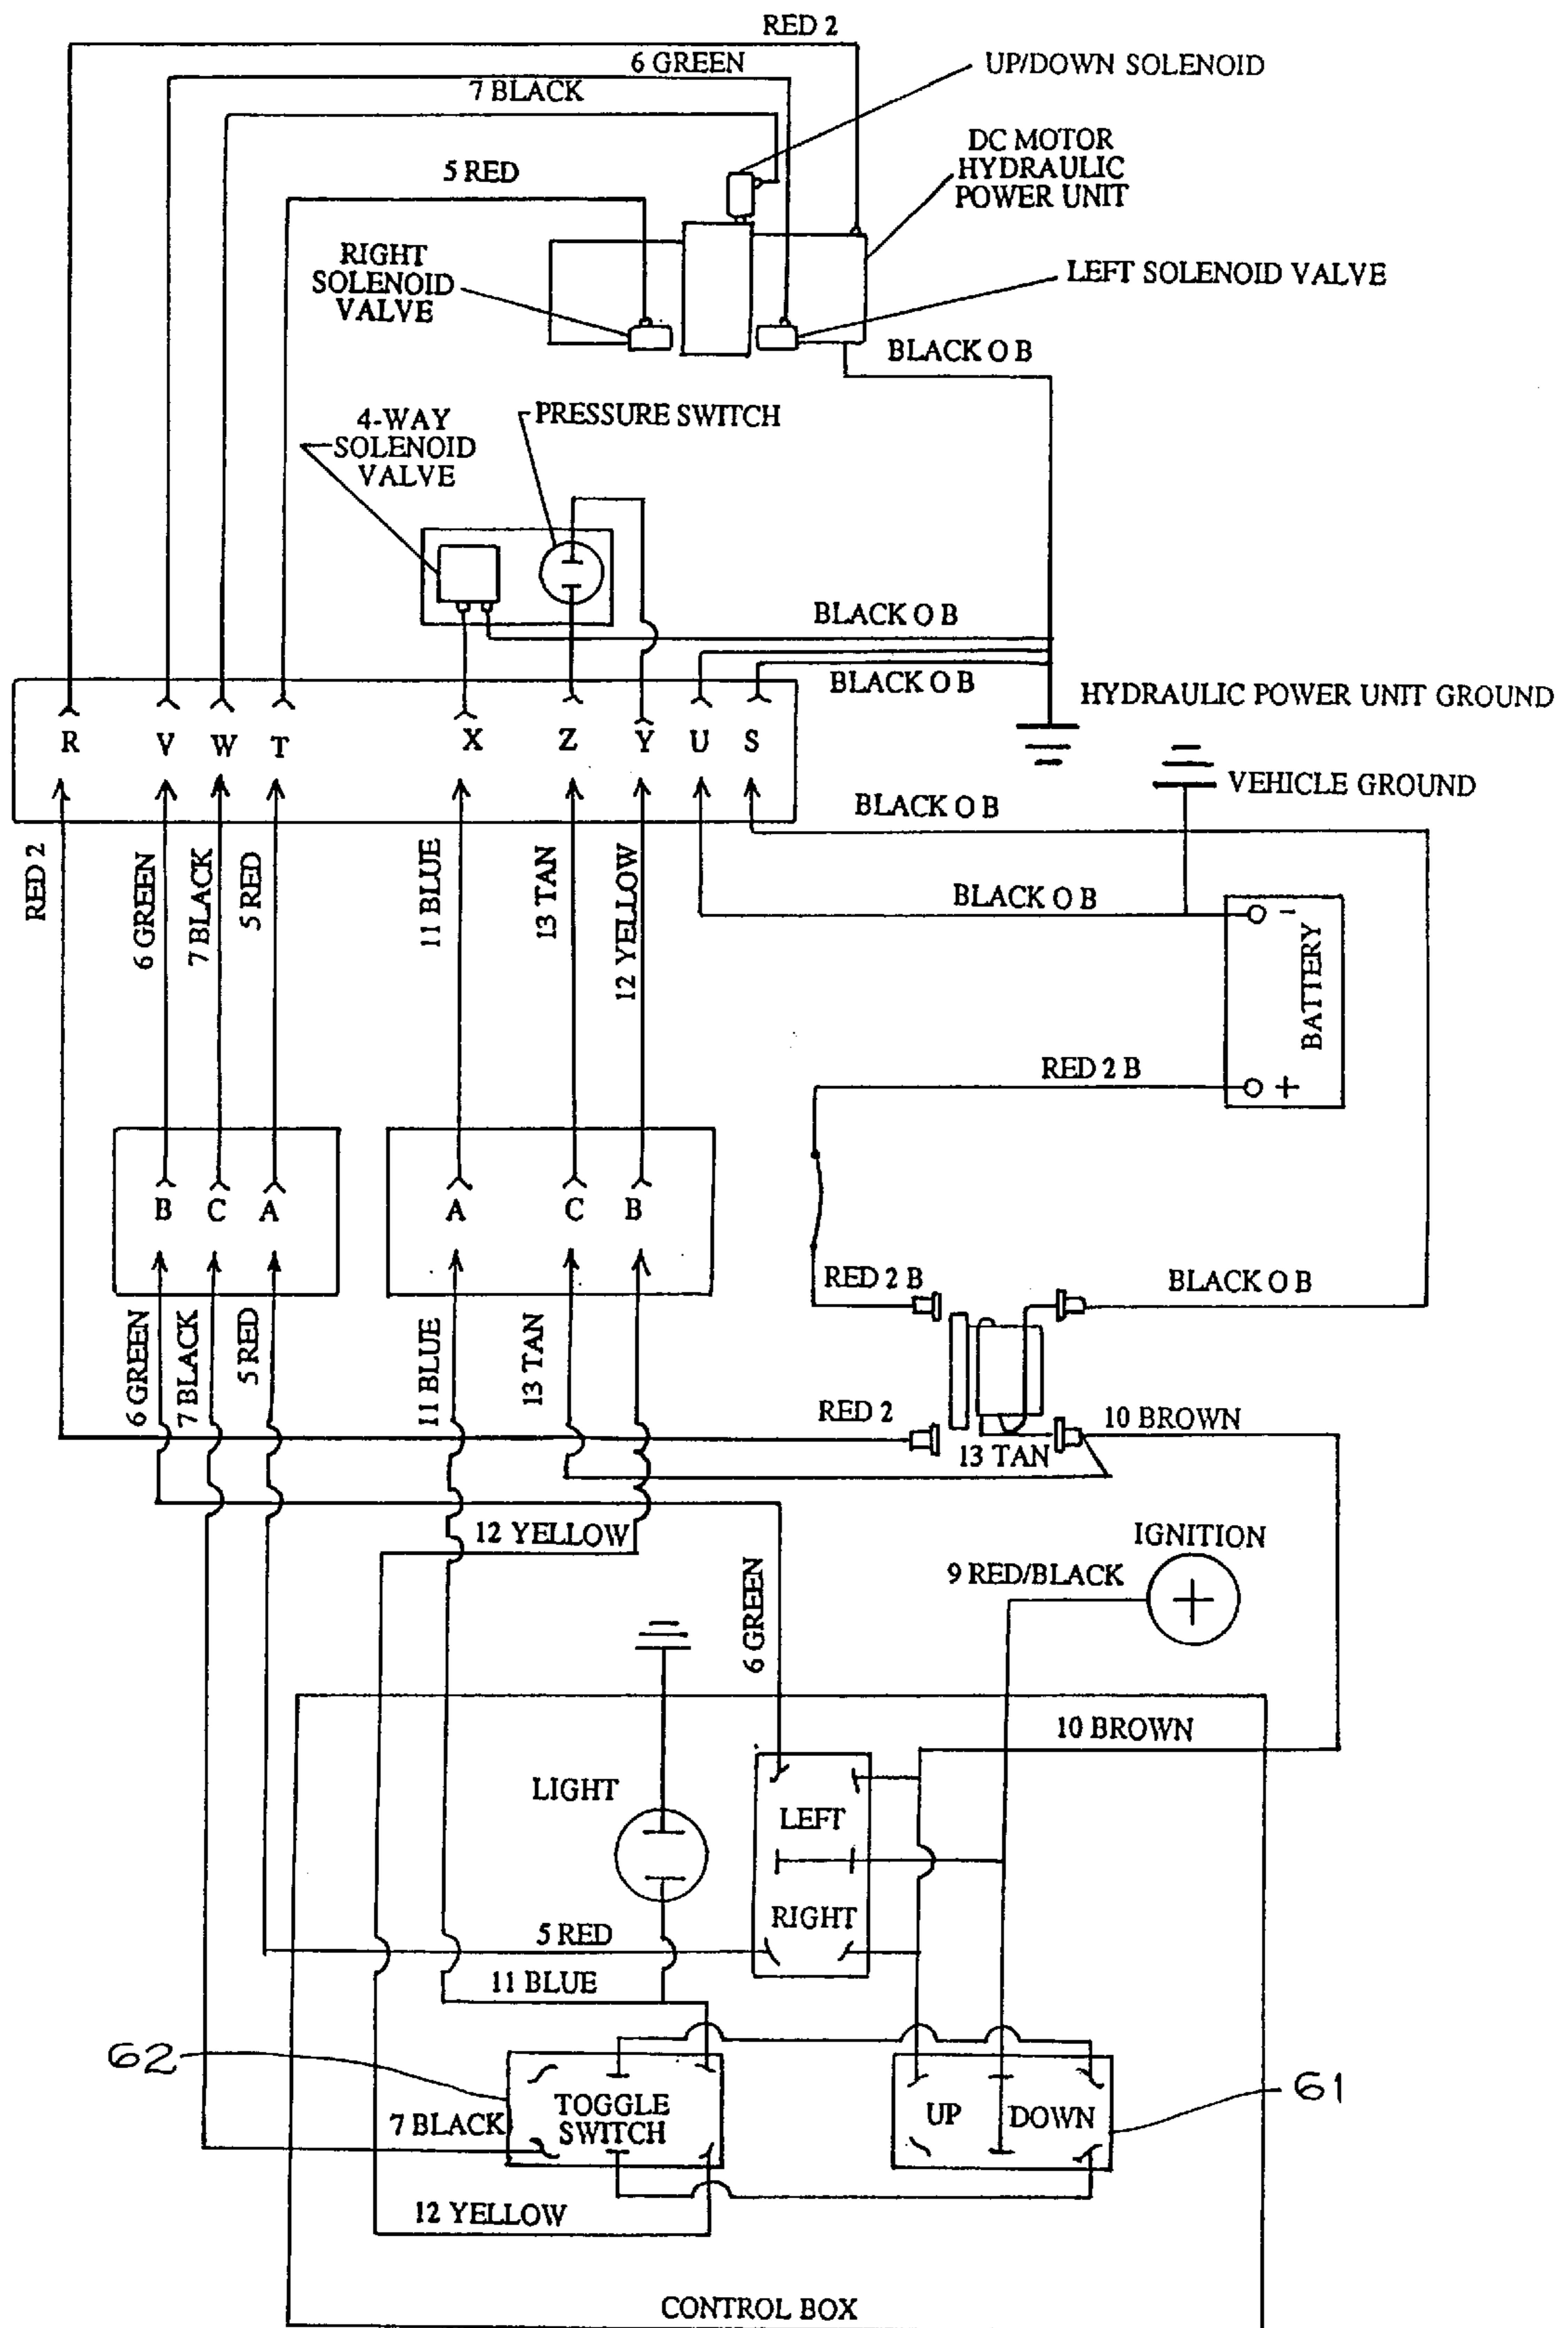 RED 2
6 GREEN
UP/DOWN SOLENOID
7 BLACK
DC MOTOR
HYDRAULIC
POWER UNIT
5 RED
RIGHT
SOLENOID
VALVE
LEFT SOLENOID VALVE
BLACK O B
4-WAY
SOLENOID
VALVE
PRESSURE SWITCH
BLACK O B
BLACK O B
HYDRAULIC POWER UNIT GROUND
R V W T X Z Y U S
VEHICLE GROUND
BLACK O B
RED 2
6 GREEN
7 BLACK
5 RED
11 BLUE
13 TAN
12 YELLOW
BLACK O B
-
BATTERY
+
RED 2 B
B C A
A C B
RED 2 B
BLACK O B
6 GREEN
7 BLACK
5 RED
11 BLUE
13 TAN
RED 2
10 BROWN
13 TAN
12 YELLOW
IGNITION
9 RED/BLACK
6 GREEN
10 BROWN
LIGHT
LEFT
RIGHT
5 RED
11 BLUE
62
TOGGLE
SWITCH
7 BLACK
UP DOWN
61
12 YELLOW
CONTROL BOX